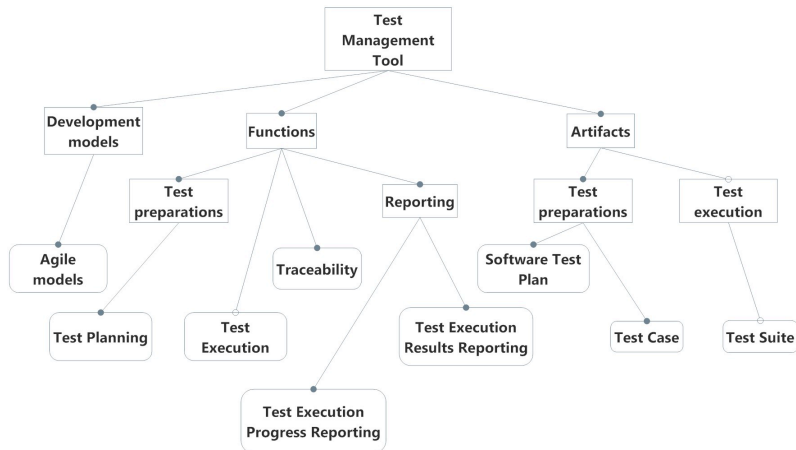 Test
Management
Tool
Development
models
Functions
Artifacts
Test
preparations
Reporting
Test
preparations
Test
execution
Agile
models
Traceability
Software Test
Plan
Test Planning
Test
Execution
Test Execution
Results Reporting
Test Case
Test Suite
Test Execution
Progress Reporting